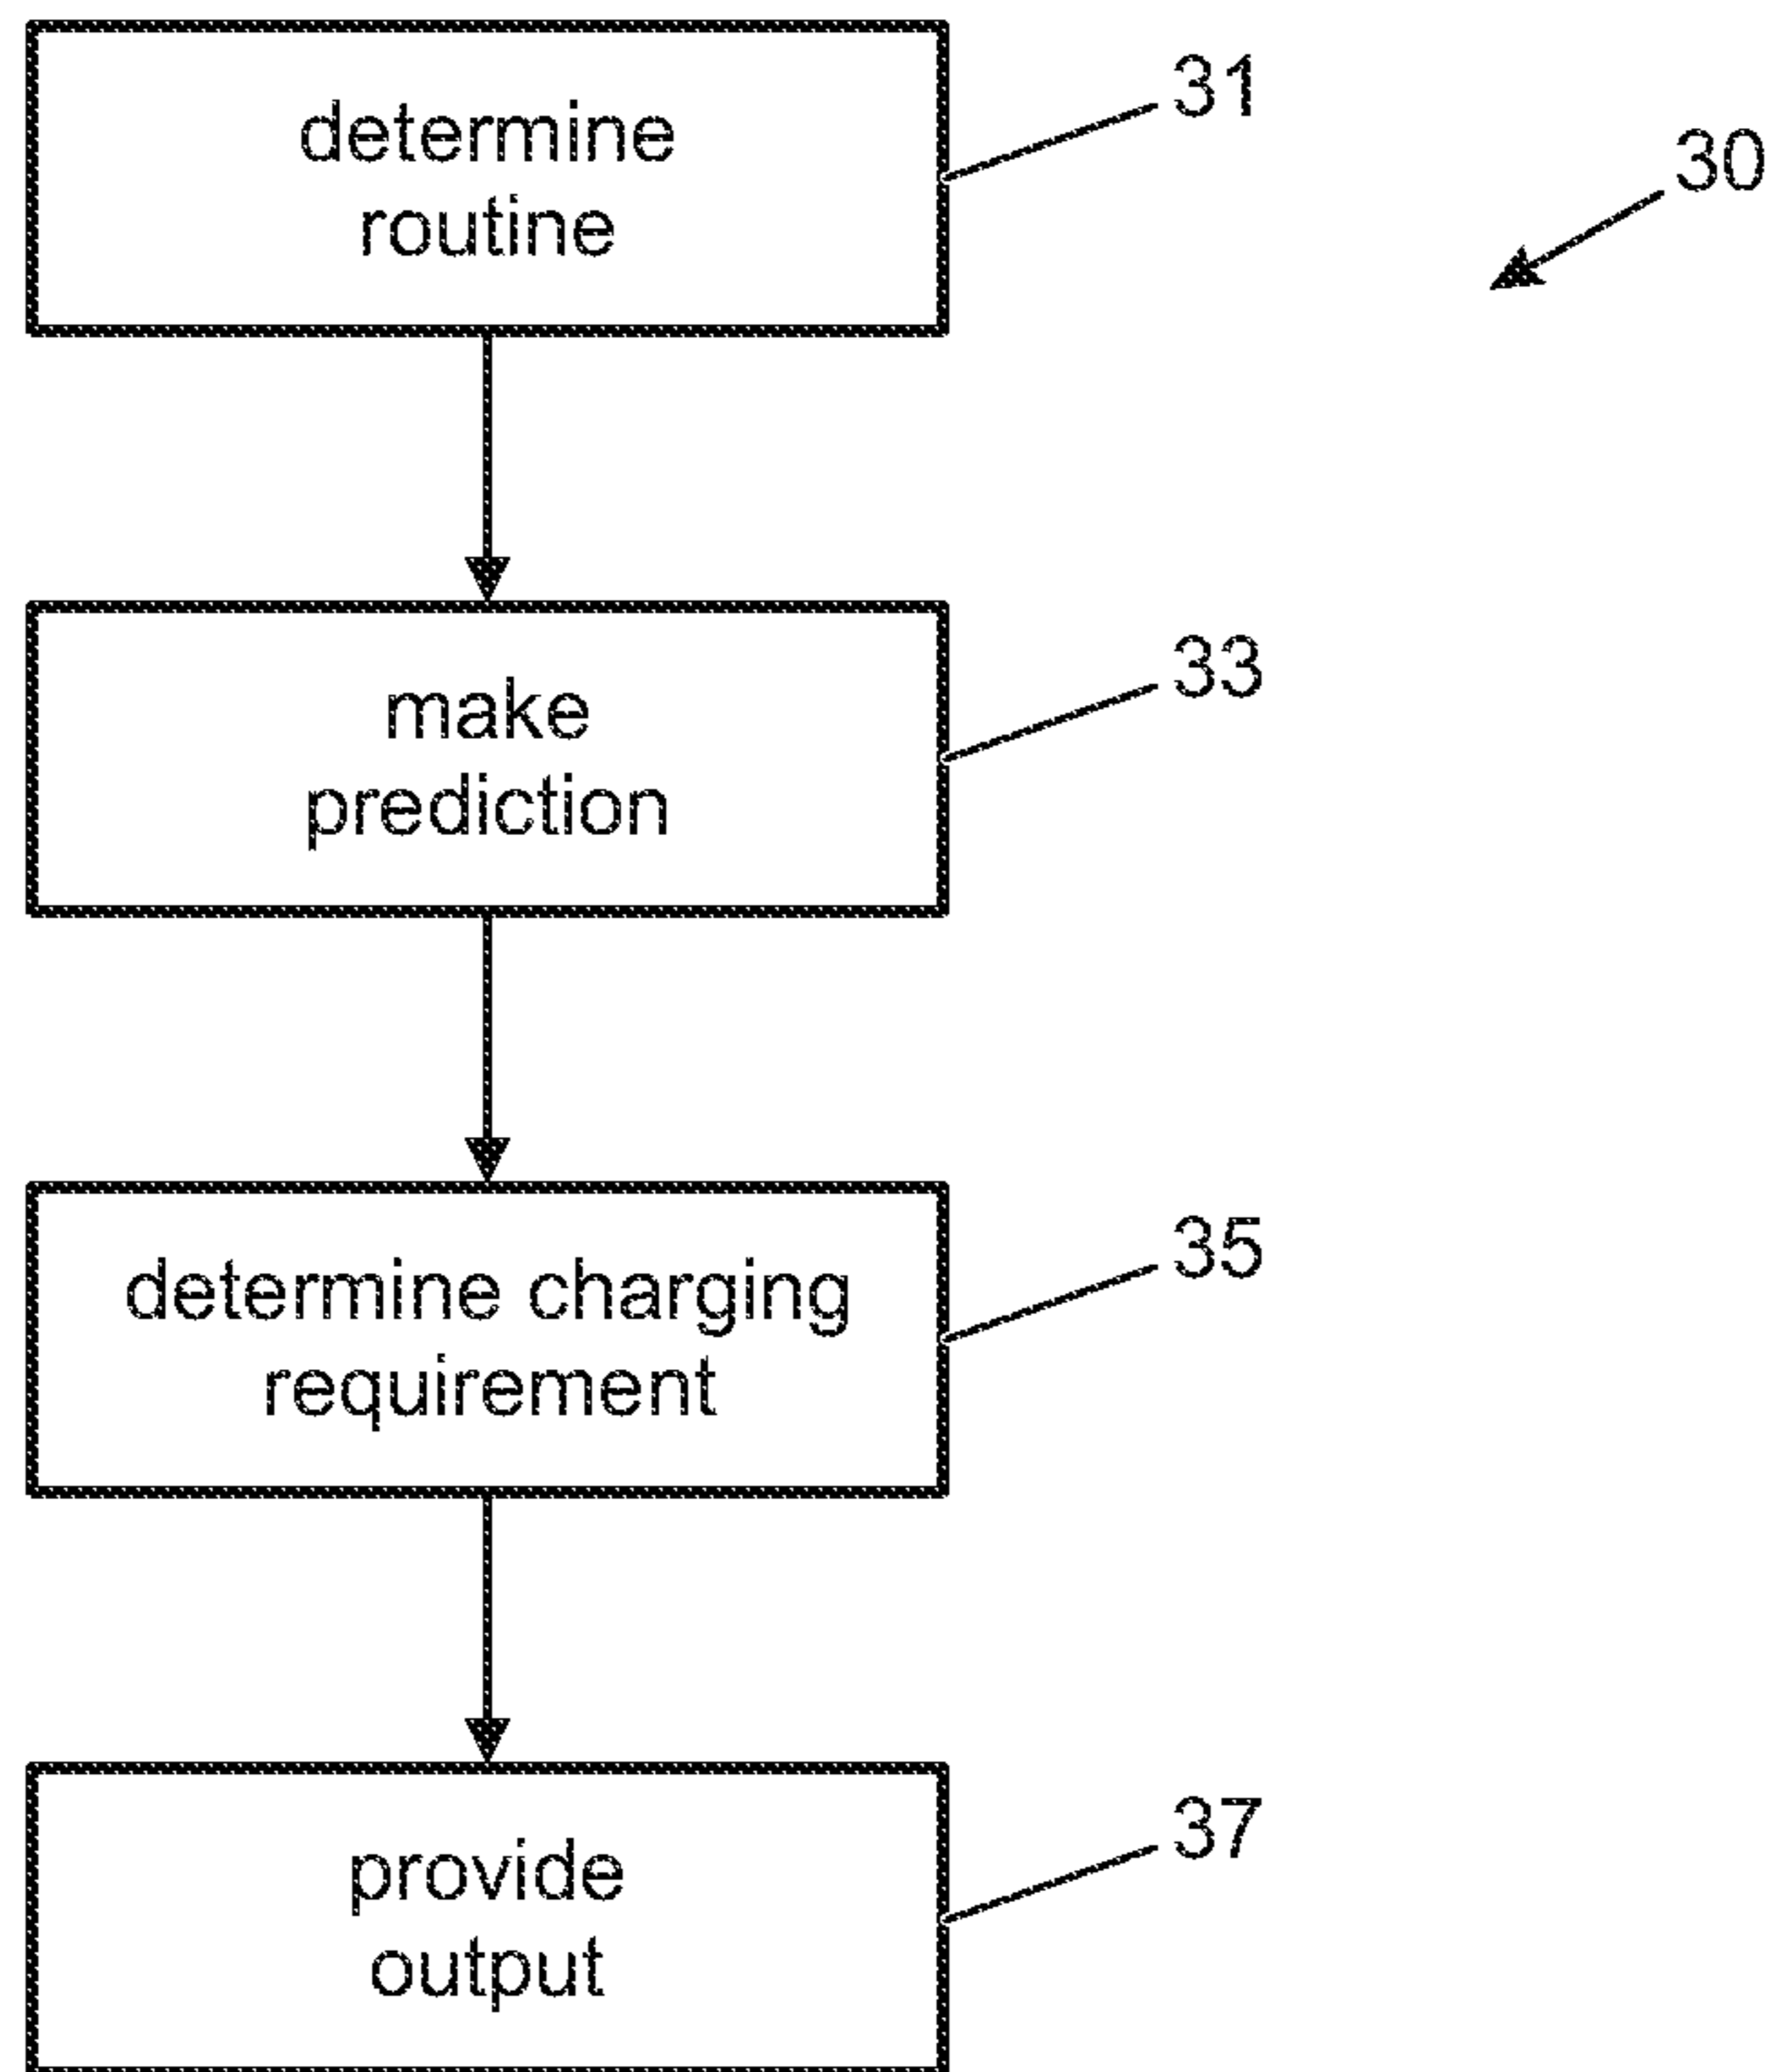 determine
routine
31
30
make
prediction
33
determine charging
requirement
35
provide
output
37